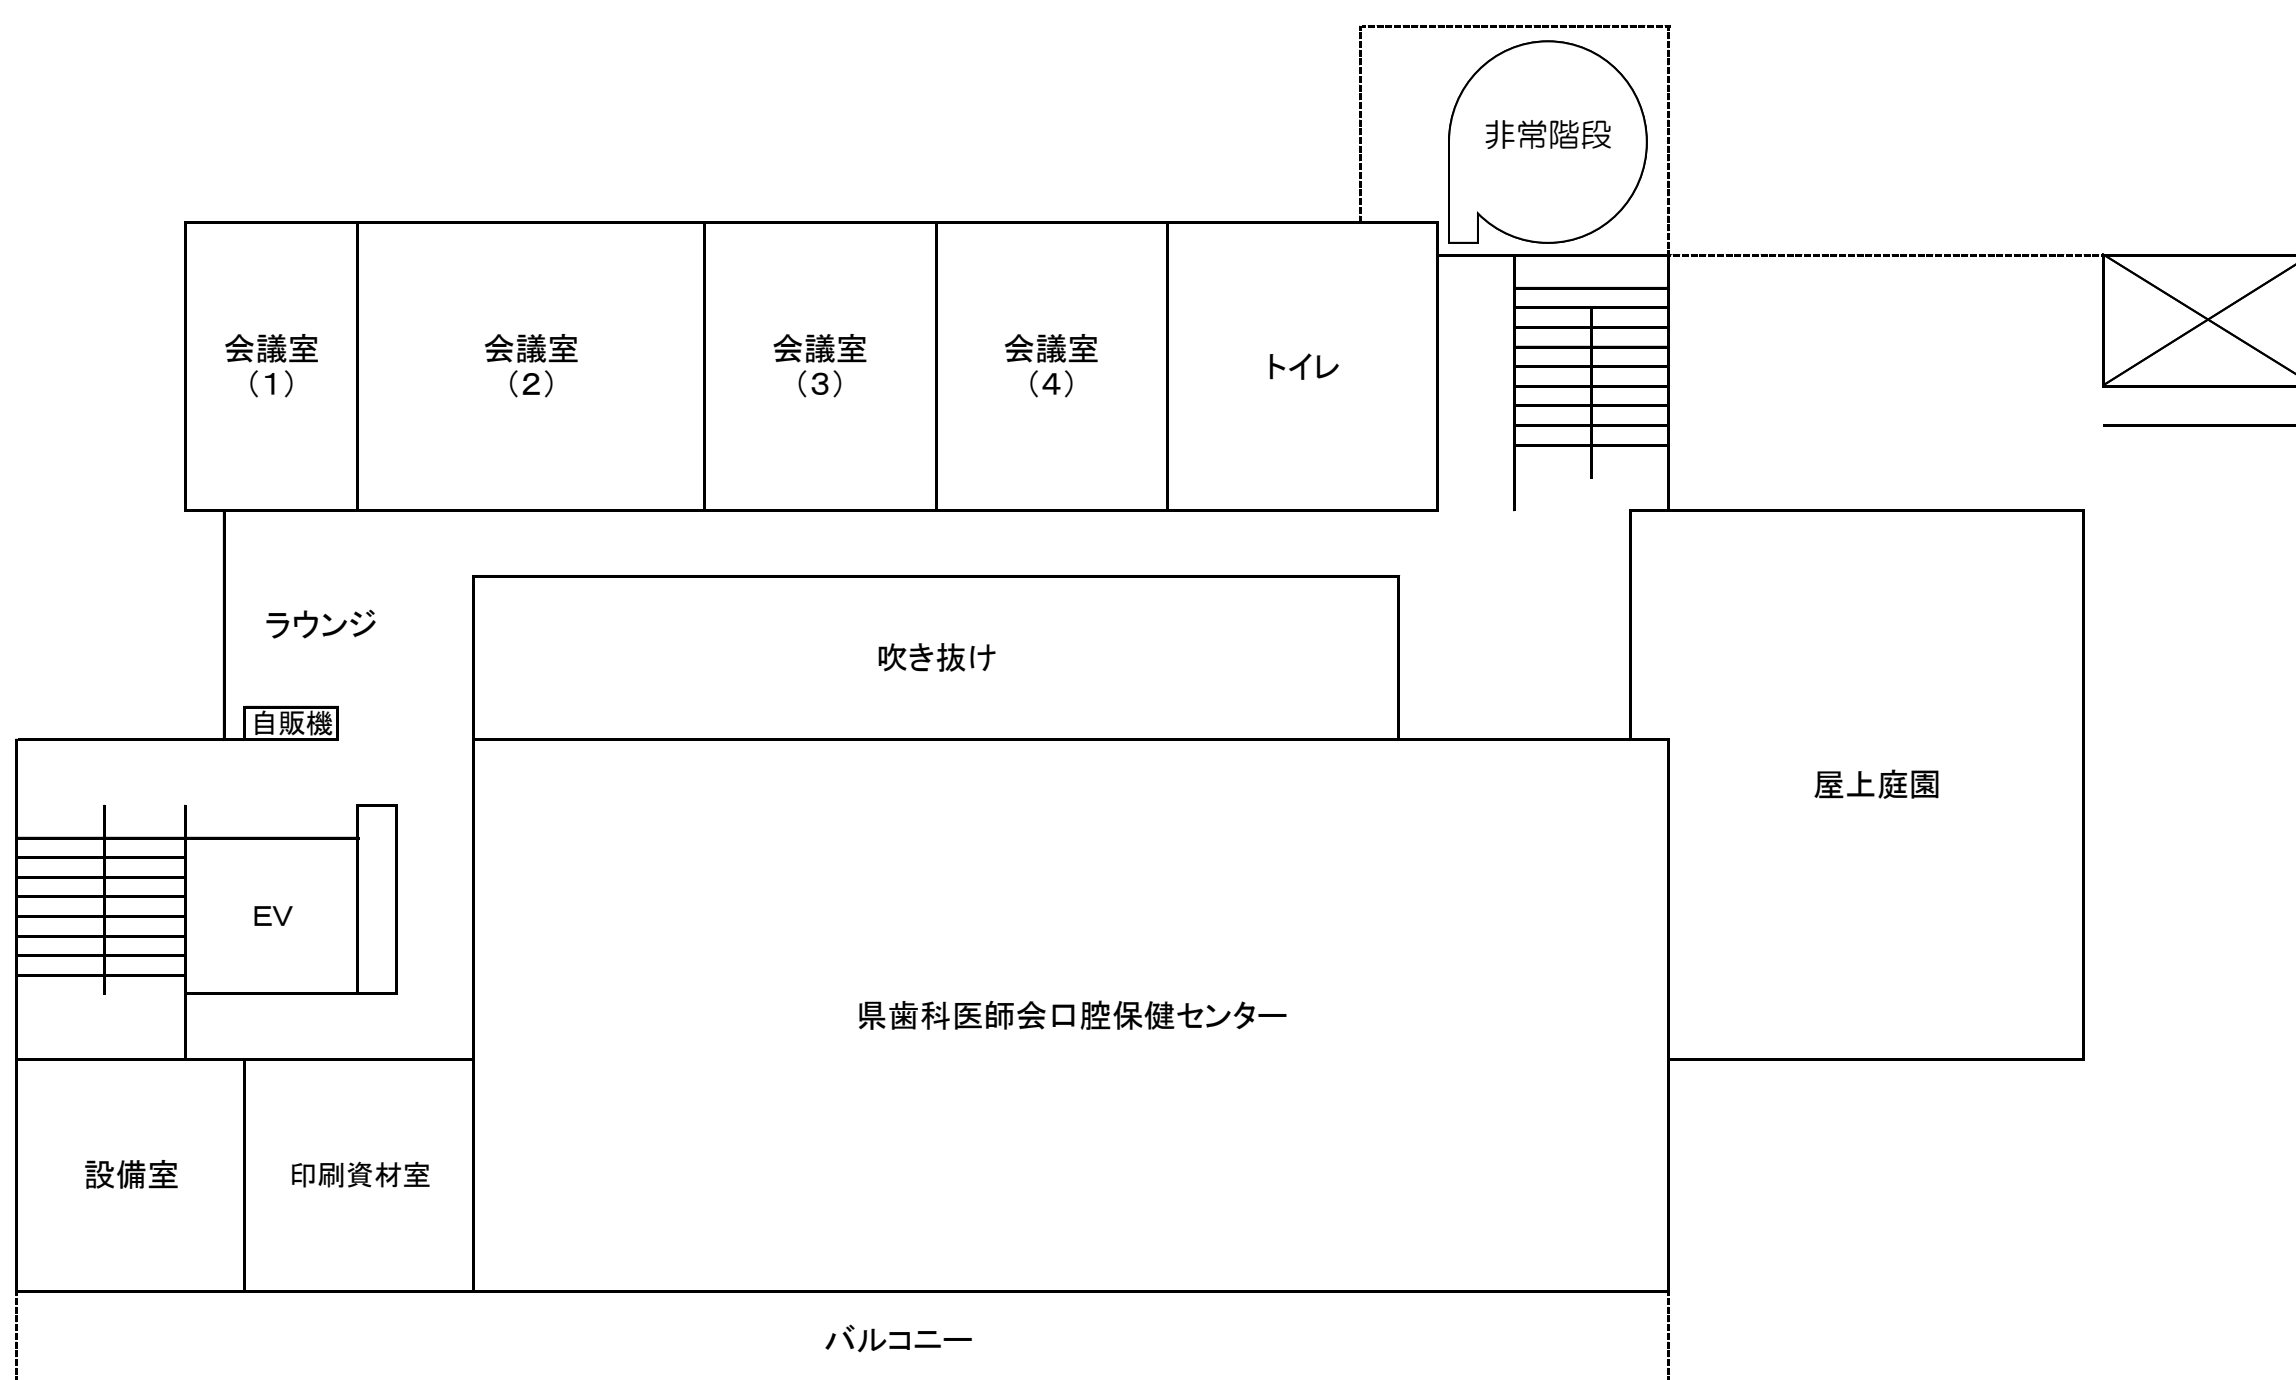 非常階段
会議室
（１）
会議室
（２）
会議室
（３）
会議室
（４）
トイレ
ラウンジ
吹き抜け
自販機
屋上庭園
ＥＶ
県歯科医師会口腔保健センター
設備室
印刷資材室
バルコニー